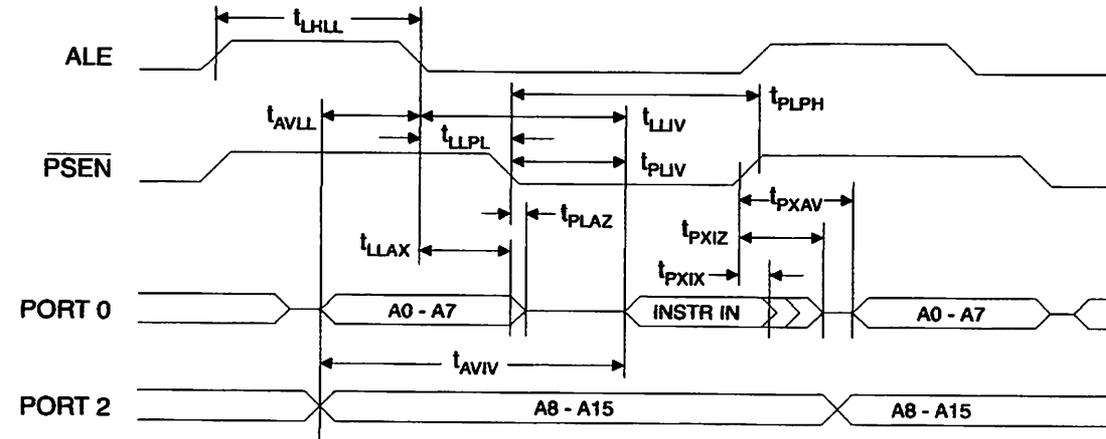 tLHLL
ALE
tPLPH
tAVLL
tLLIV
tLLPL
PSEN
tPLIV
tPXAV
tPLAZ
tPXIZ
tLLAX
tPXIX
PORT 0
A0 - A7
INSTR IN
A0 - A7
tAVIV
PORT 2
A8 - A15
A8 - A15